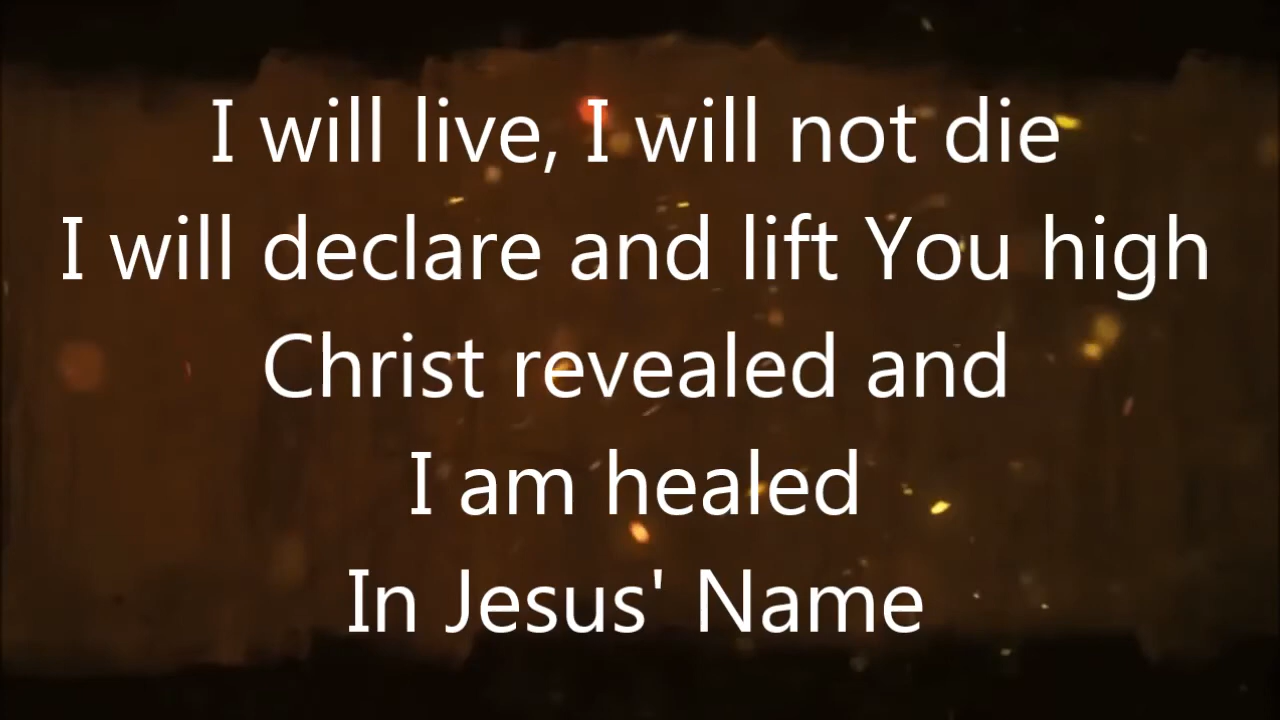 I will live, I will not die
I will declare and lift You high
Christ revealed and
I am healed
In Jesus' Name